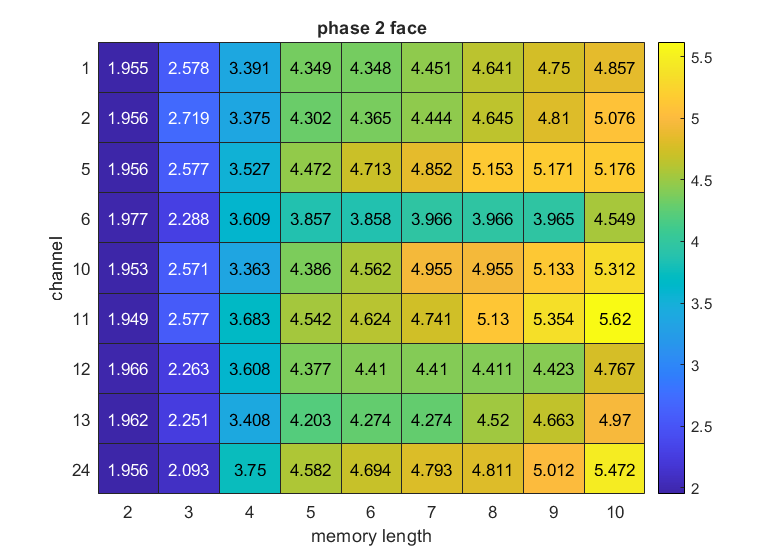 phase 2 face
1 1.955 2.578 3.391 4.349 4.348 4.451 4.641 4.75 4.857
2 1.956 2.719 3.375 4.302 4.365 4.444 4.645 4.81 5.076
5 1.956 2.577 3.527 4.472 4.713 4.852 5.153 5.171 5.176
6 1.977 2.288 3.609 3.857 3.858 3.966 3.966 3.965 4.549
10 1.953 2.571 3.363 4.386 4.562 4.955 4.955 5.133 5.312
11 1.949 2.577 3.683 4.542 4.624 4.741 5.13 5.354 5.62
12 1.966 2.263 3.608 4.377 4.41 4.41 4.411 4.423 4.767
13 1.962 2.251 3.408 4.203 4.274 4.274 4.52 4.663 4.97
24 1.956 2.093 3.75 4.582 4.694 4.793 4.811 5.012 5.472
2 3 4 5 6 7 8 9 10
memory length
channel
5.5
5
4.5
4
3.5
3
2.5
2